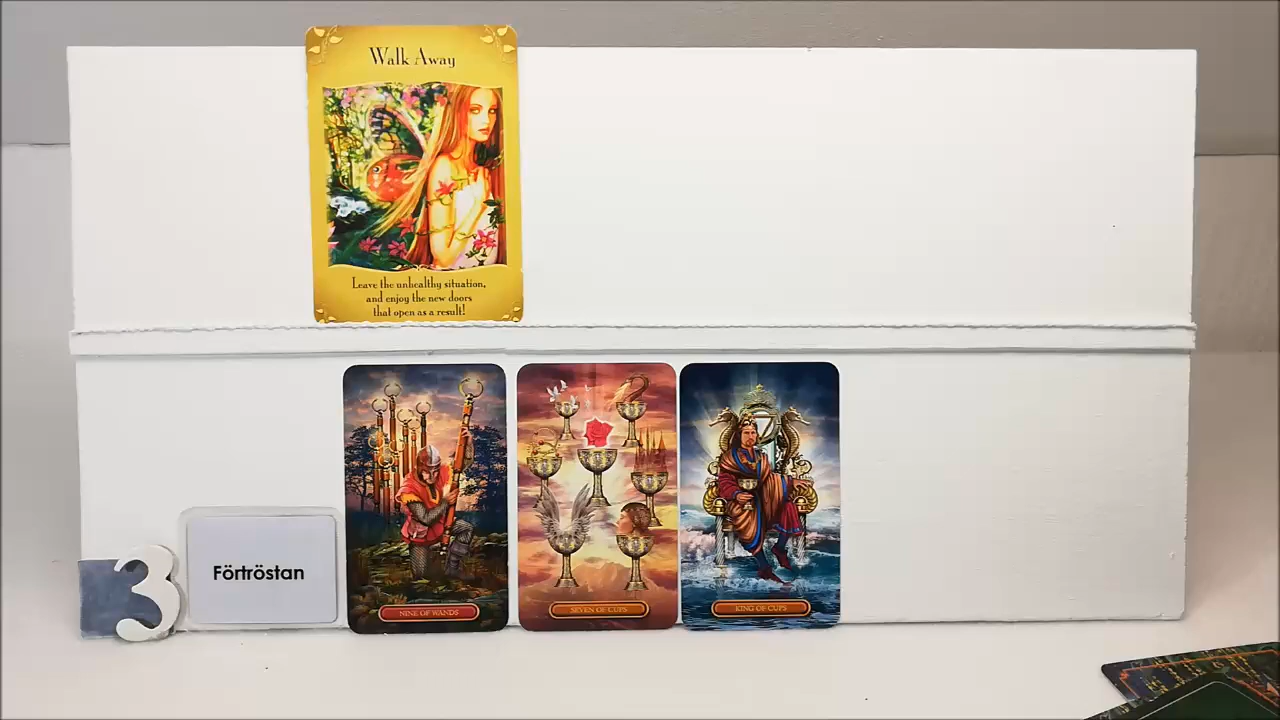 Walk Away
Leave the unhealthy situation,
and enjoy the new doors
that open as a result!
3
Förtröstan
NINE OF WANDS
SEVEN OF CUPS
KING OF CUPS